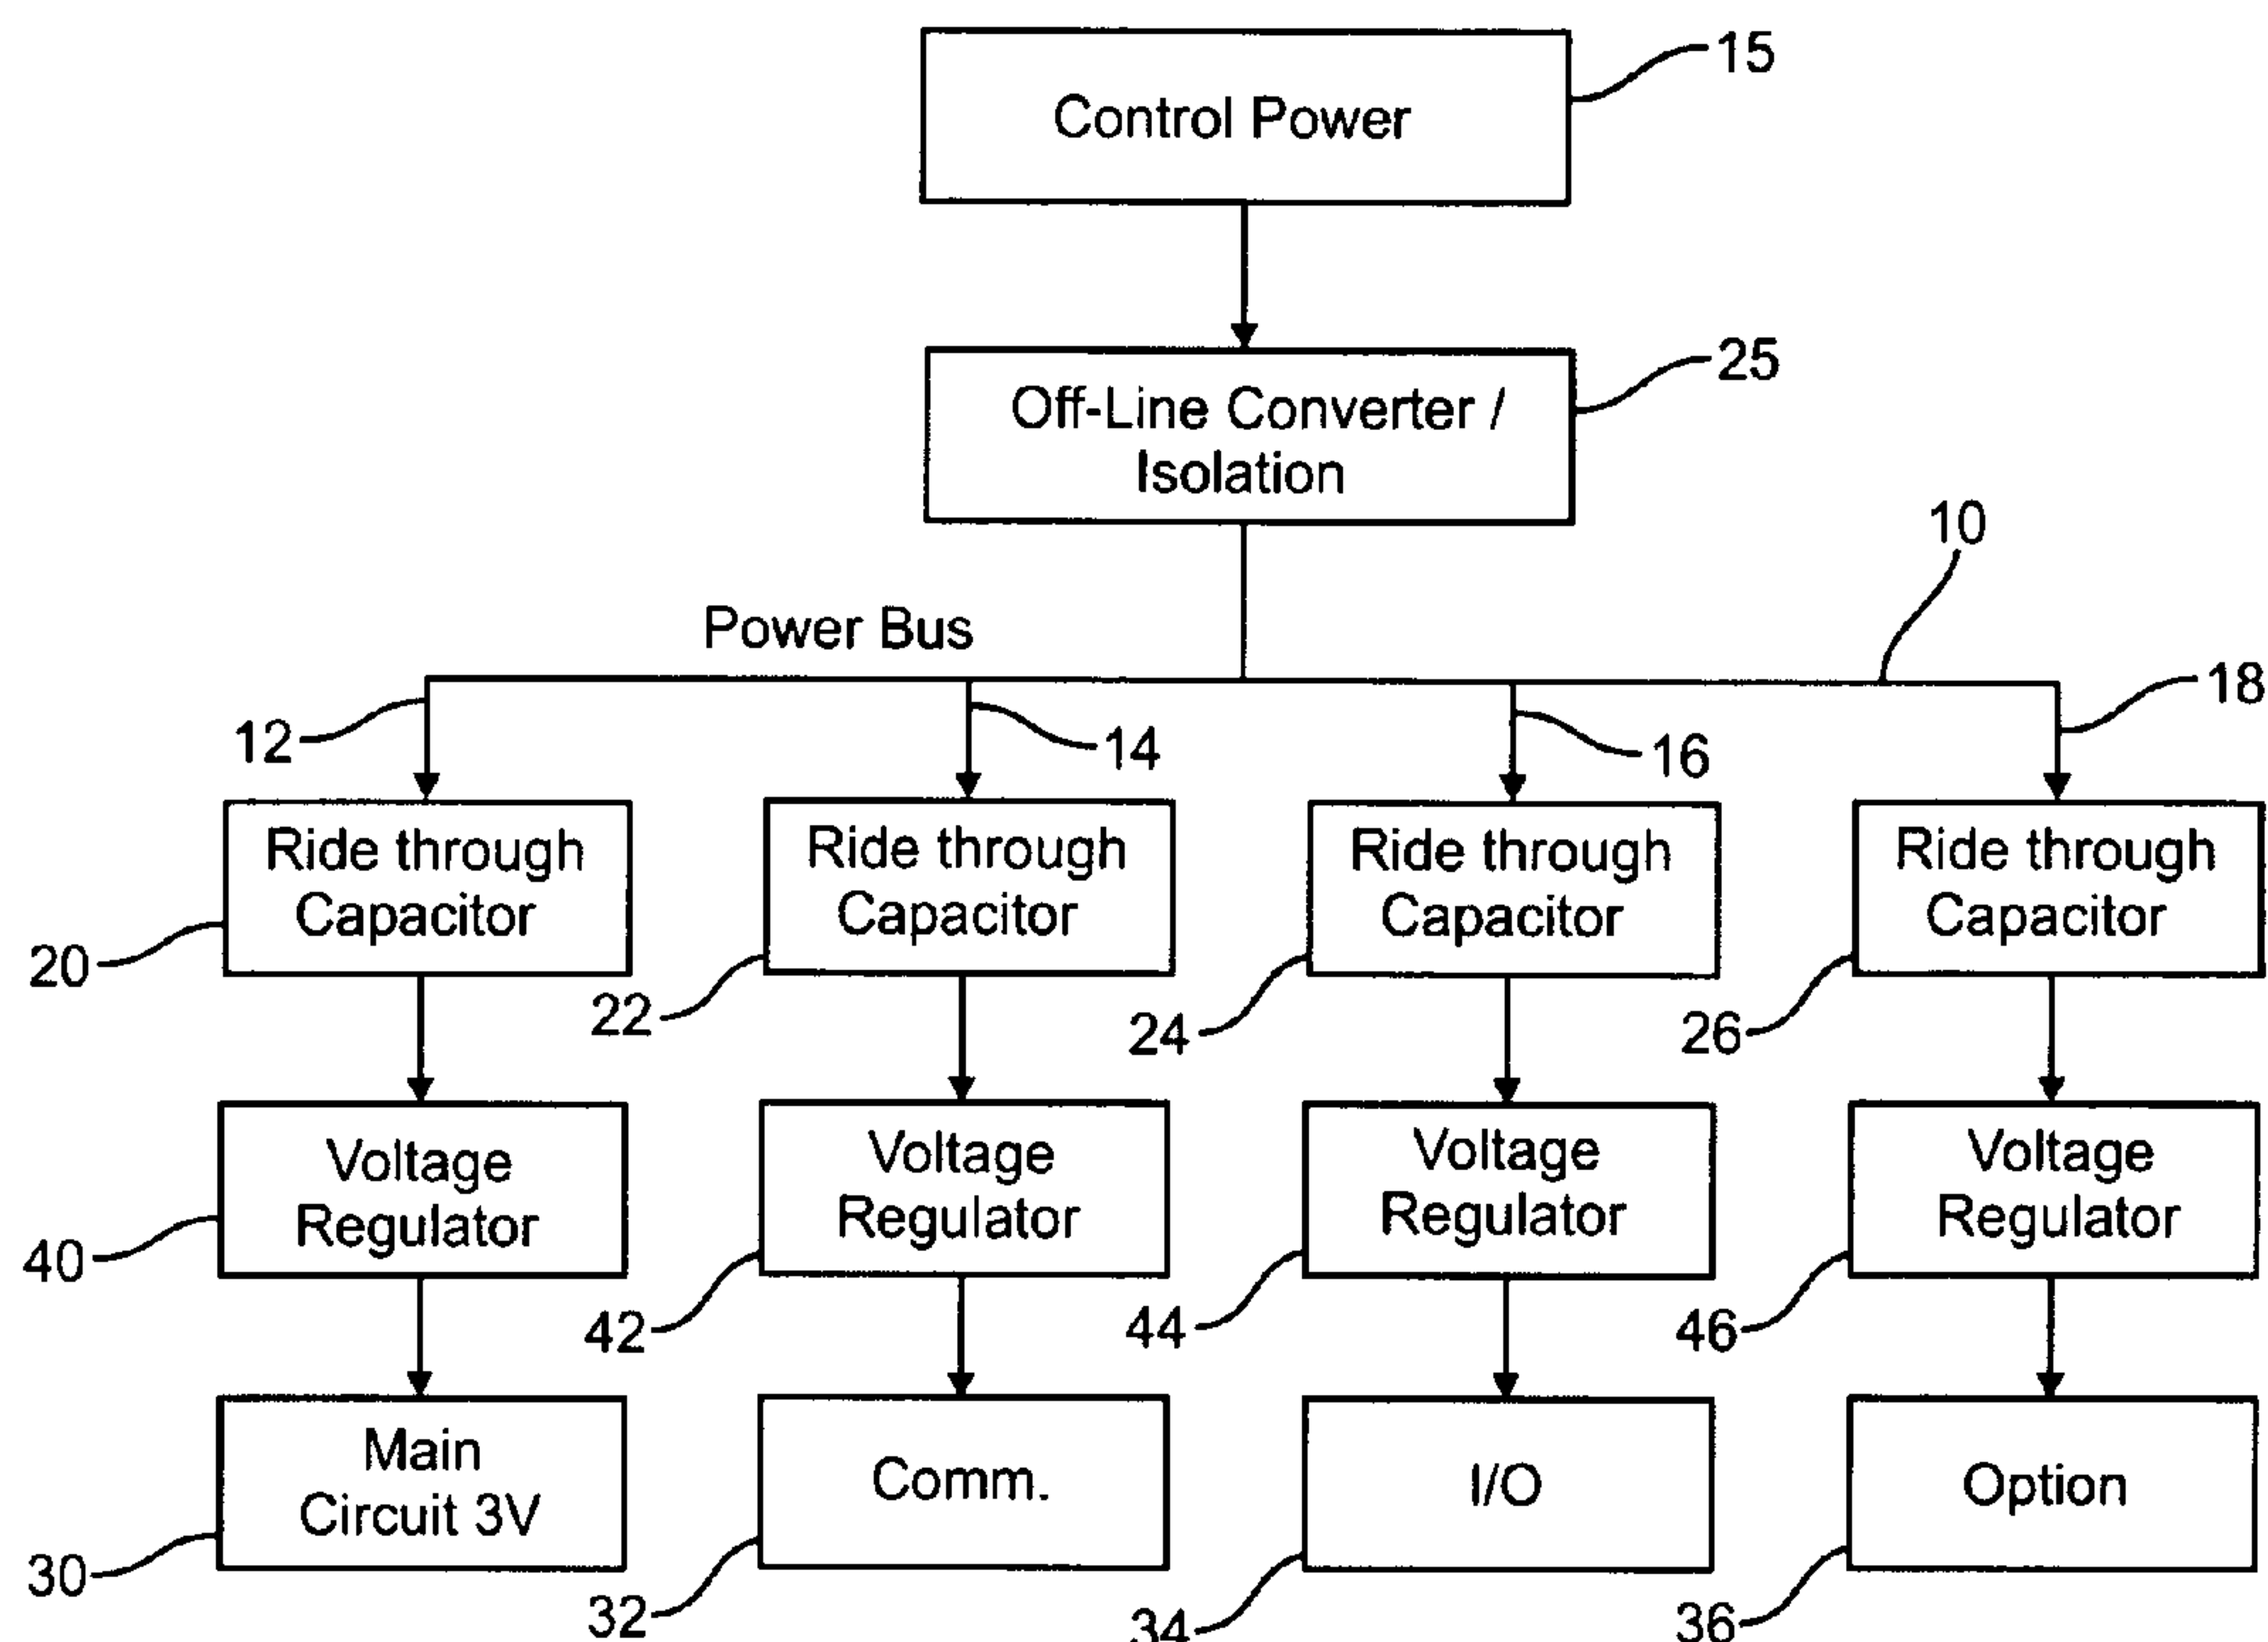 Control Power
15
Off-Line Converter /
Isolation
25
10
Power Bus
12
14
16
18
Ride through
Capacitor
20
Ride through
Capacitor
22
Ride through
Capacitor
24
Ride through
Capacitor
26
Voltage
Regulator
40
Voltage
Regulator
42
Voltage
Regulator
44
Voltage
Regulator
46
Main
Circuit 3V
30
Comm.
32
I/O
34
Option
36